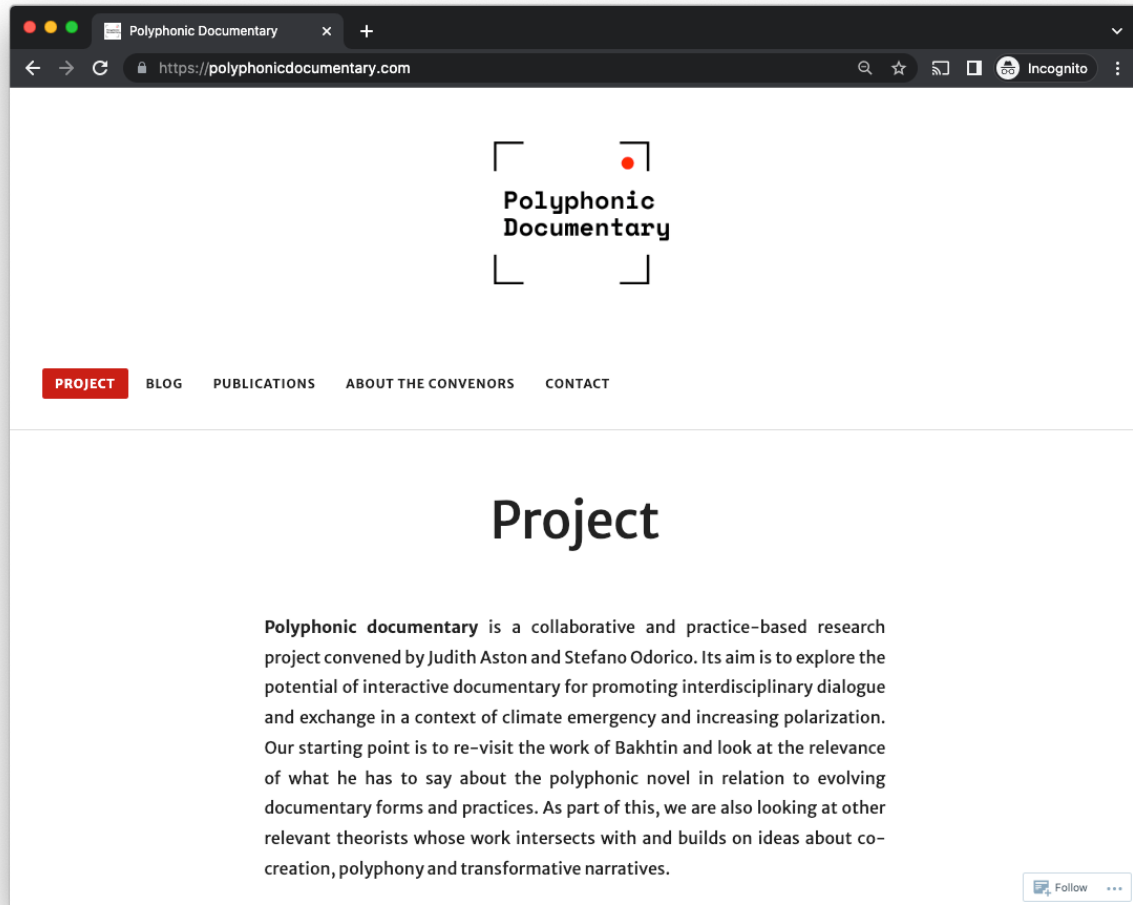 Polyphonic Documentary
https://polyphonicdocumentary.com
Incognito
Polyphonic
Documentary
PROJECT BLOG PUBLICATIONS ABOUT THE CONVENORS CONTACT
Project
Polyphonic documentary is a collaborative and practice-based research
project convened by Judith Aston and Stefano Odorico. Its aim is to explore the
potential of interactive documentary for promoting interdisciplinary dialogue
and exchange in a context of climate emergency and increasing polarization.
Our starting point is to re-visit the work of Bakhtin and look at the relevance
of what he has to say about the polyphonic novel in relation to evolving
documentary forms and practices. As part of this, we are also looking at other
relevant theorists whose work intersects with and builds on ideas about co-
creation, polyphony and transformative narratives.
Follow